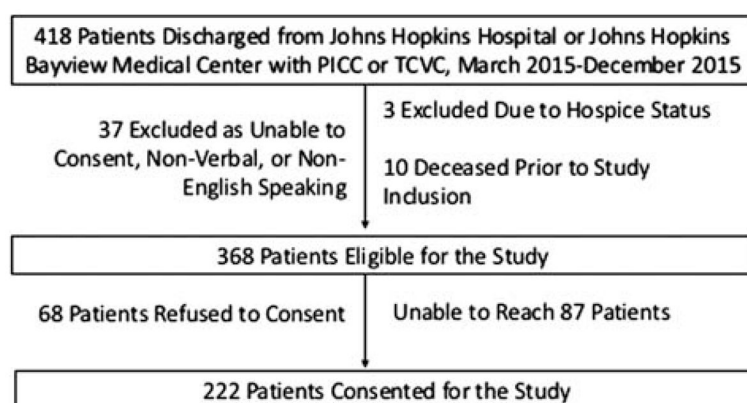 418 Patients Discharged from Johns Hopkins Hospital or Johns Hopkins
Bayview Medical Center with PICC or TCVC, March 2015-December 2015
37 Excluded as Unable to
Consent, Non-Verbal, or Non-
English Speaking
3 Excluded Due to Hospice Status
10 Deceased Prior to Study
Inclusion
368 Patients Eligible for the Study
68 Patients Refused to Consent
Unable to Reach 87 Patients
222 Patients Consented for the Study